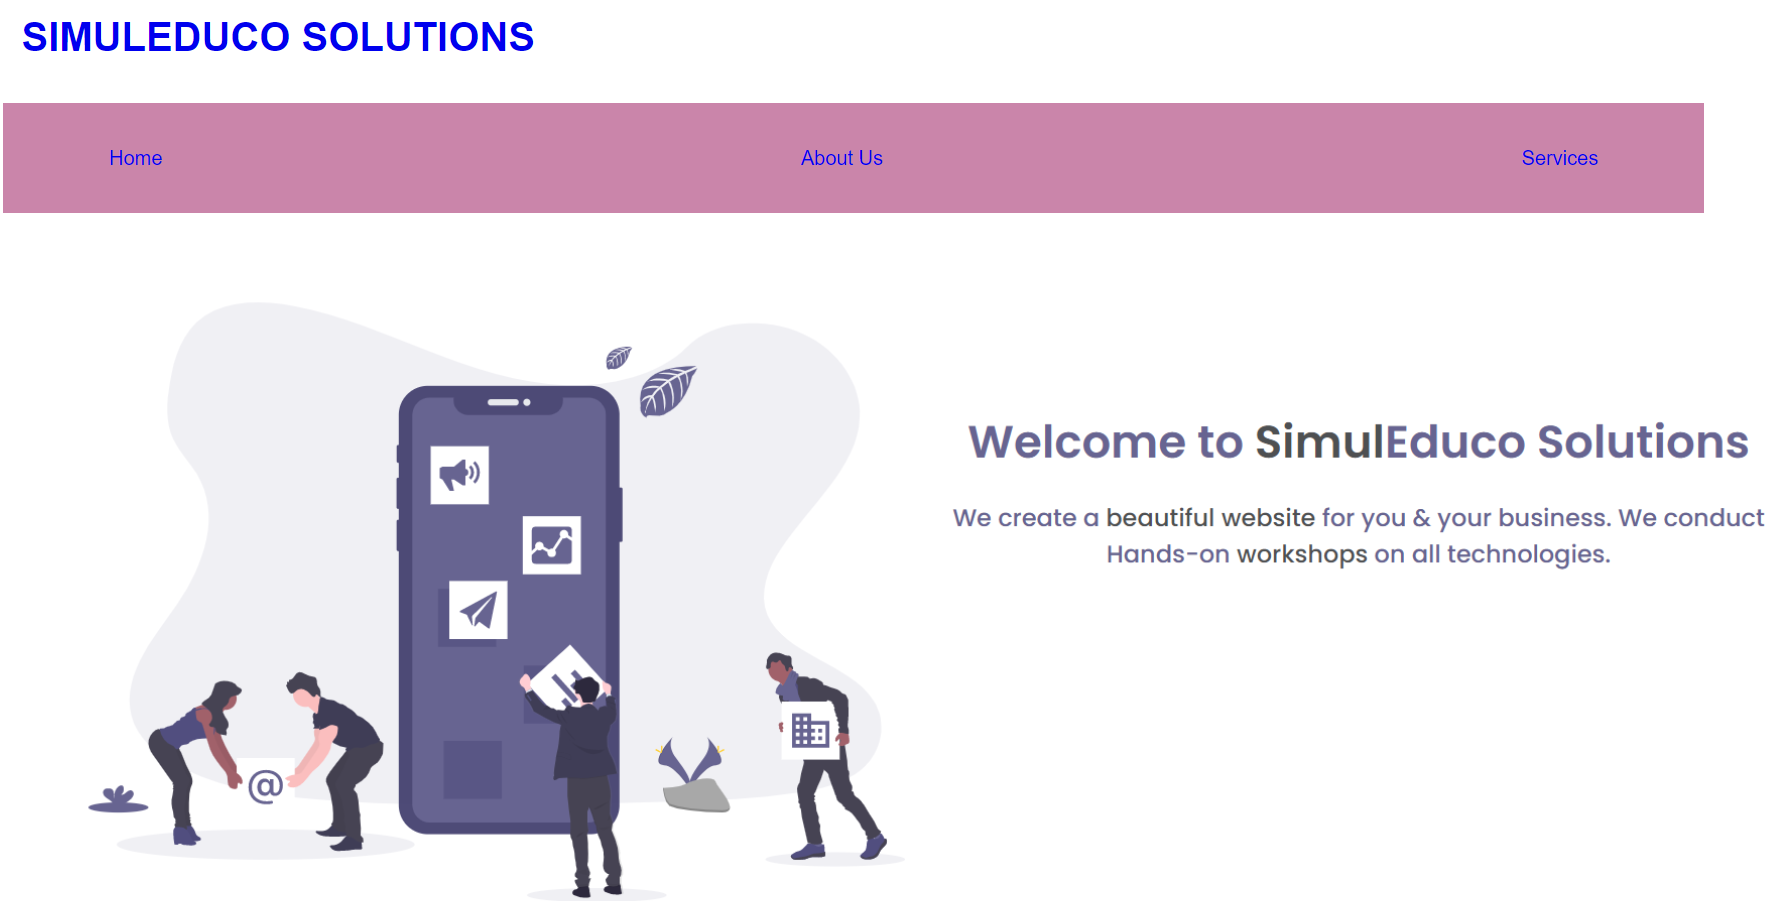 SIMULEDUCO SOLUTIONS
Home
About Us
Services
Welcome to SimulEduco Solutions
We create a beautiful website for you & your business. We conduct
Hands-on workshops on all technologies.
@